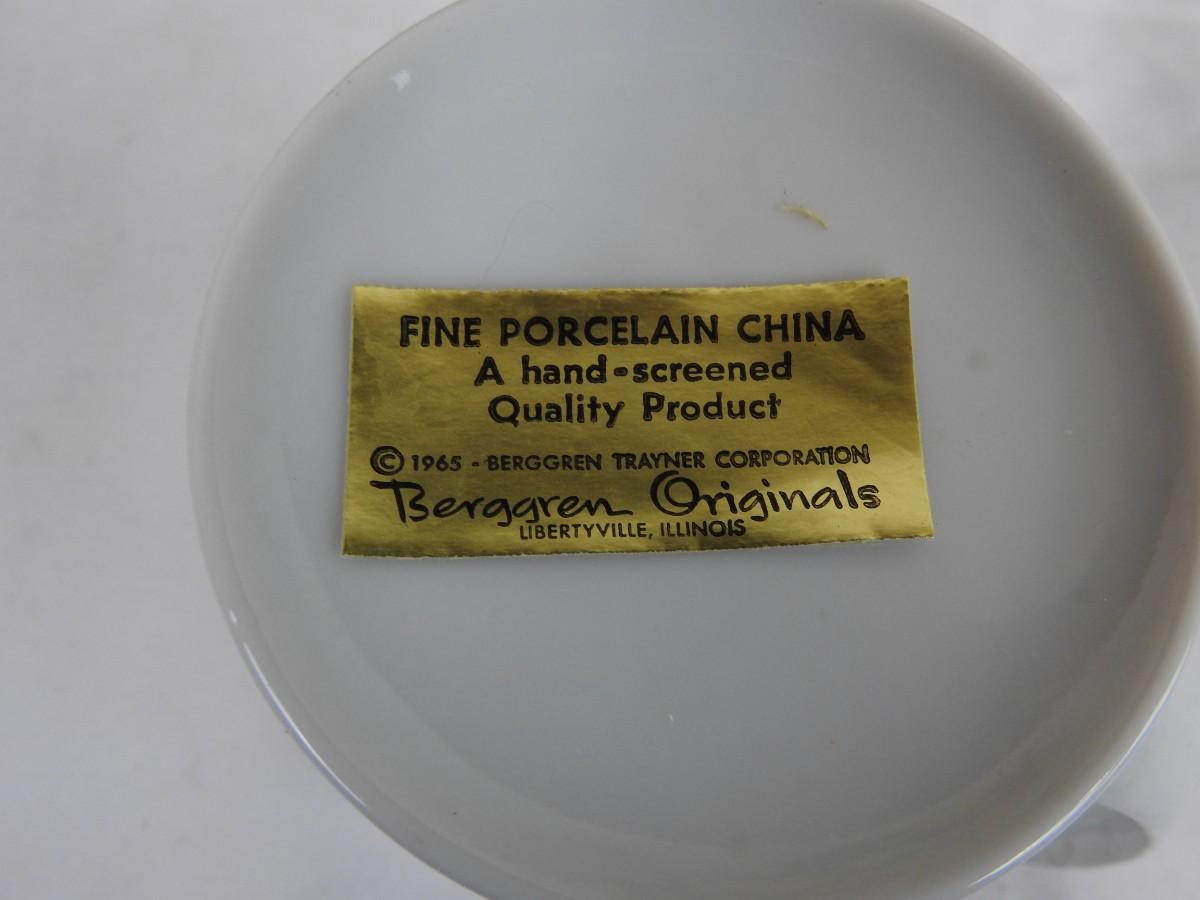 FINE PORCELAIN CHINA
A hand-screened
Quality Product
© 1965 - BERGGREN TRAYNER CORPORATION
Berggren Originals
LIBERTYVILLE, ILLINOIS